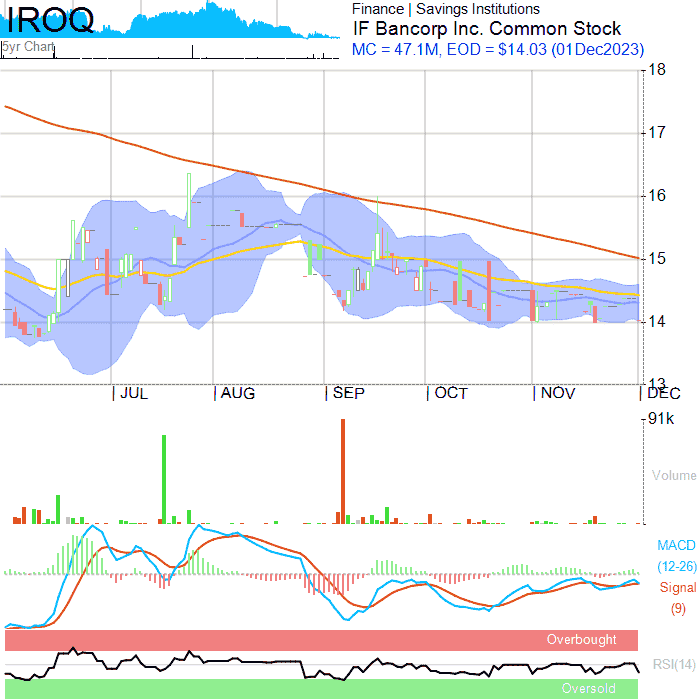 IROQ
5yr Chart
Finance | Savings Institutions
IF Bancorp Inc. Common Stock
MC = 47.1M, EOD = $14.03 (01Dec2023)
18
17
16
15
14
13
JUL AUG SEP OCT NOV DEC
91k
Volume
MACD
(12-26)
Signal
(9)
Overbought
RSI(14)
Oversold